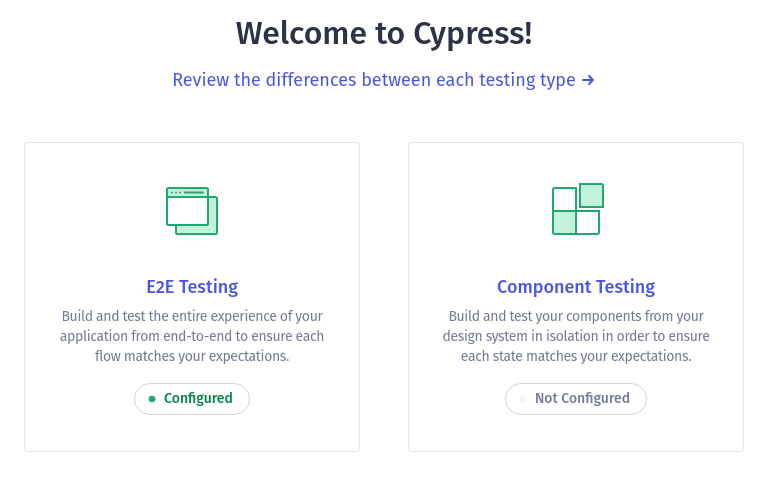 Welcome to Cypress!
Review the differences between each testing type →
E2E Testing
Build and test the entire experience of your
application from end-to-end to ensure each
flow matches your expectations.
Configured
Component Testing
Build and test your components from your
design system in isolation in order to ensure
each state matches your expectations.
Not Configured